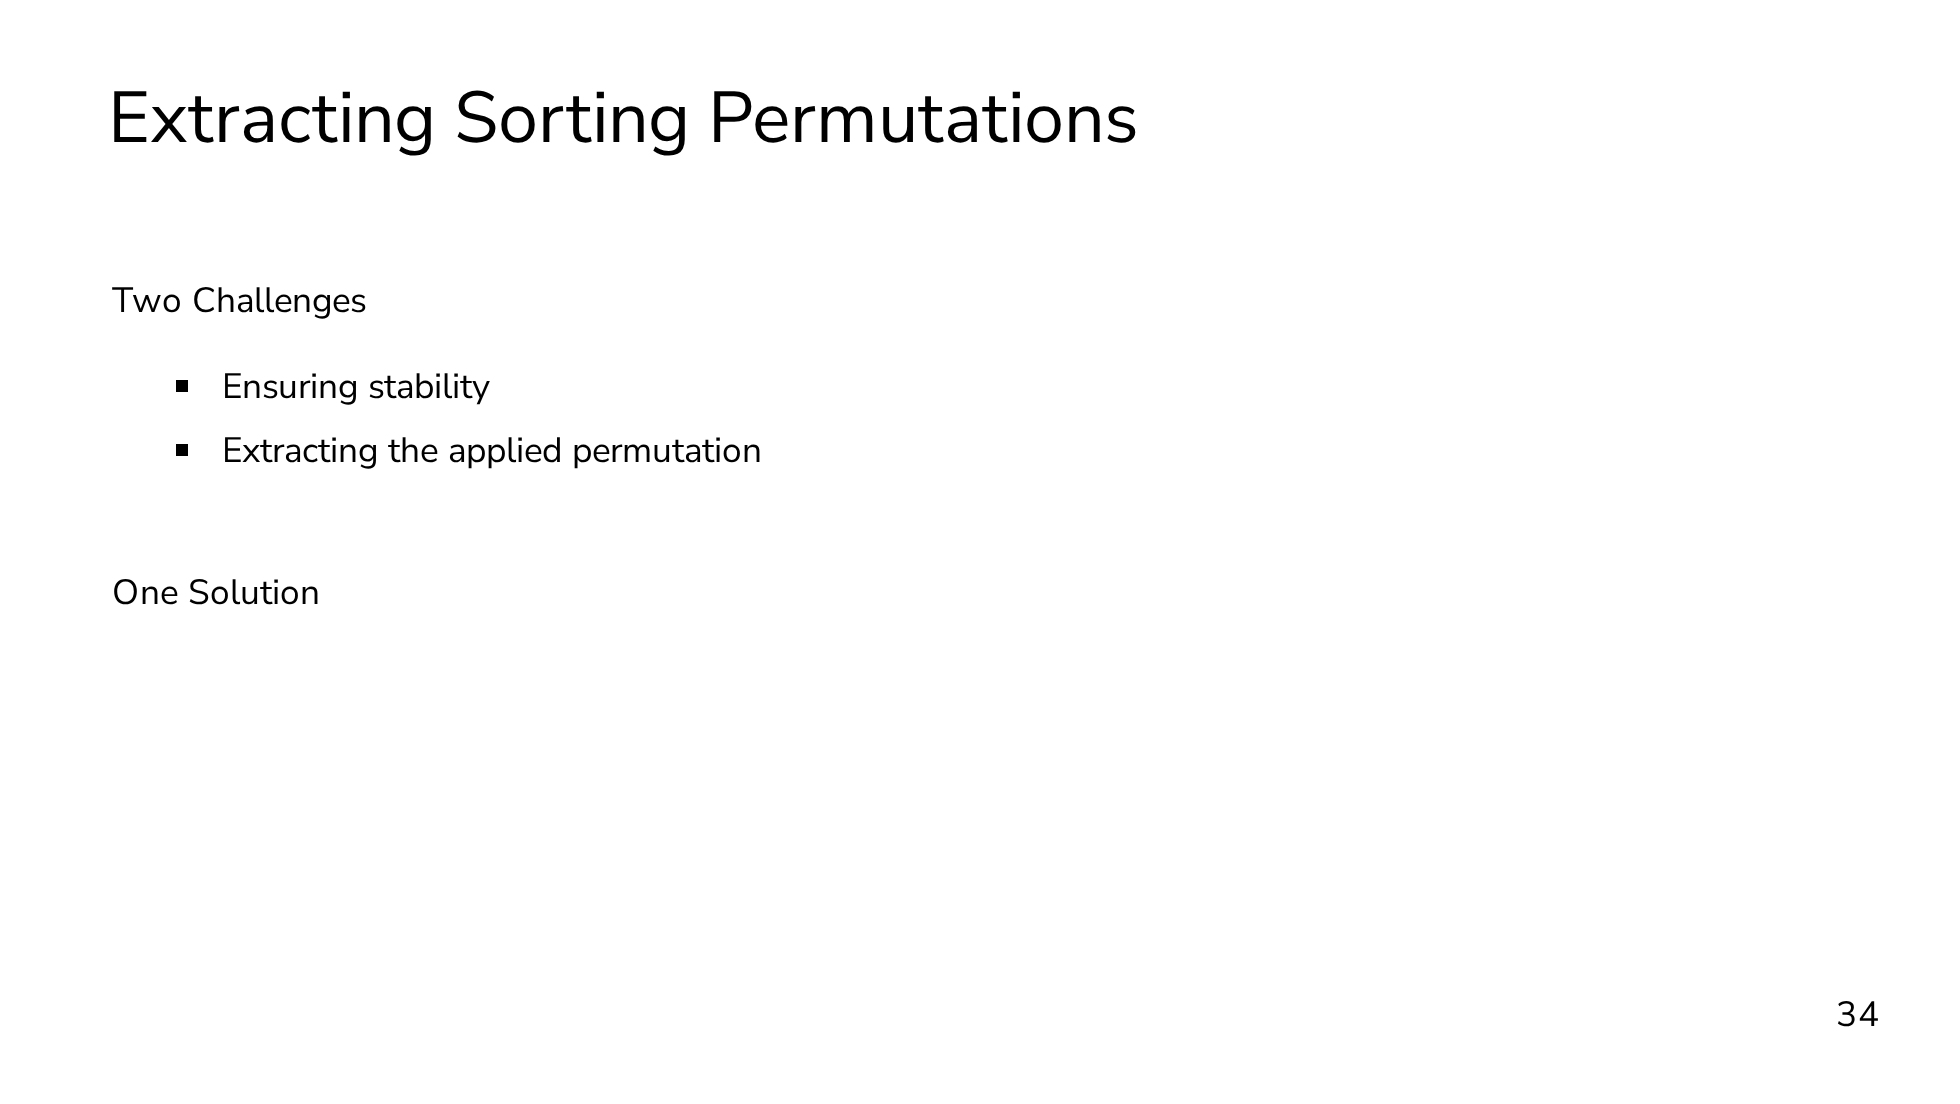 Extracting Sorting Permutations
Two Challenges
▪ Ensuring stability
▪ Extracting the applied permutation
One Solution
34